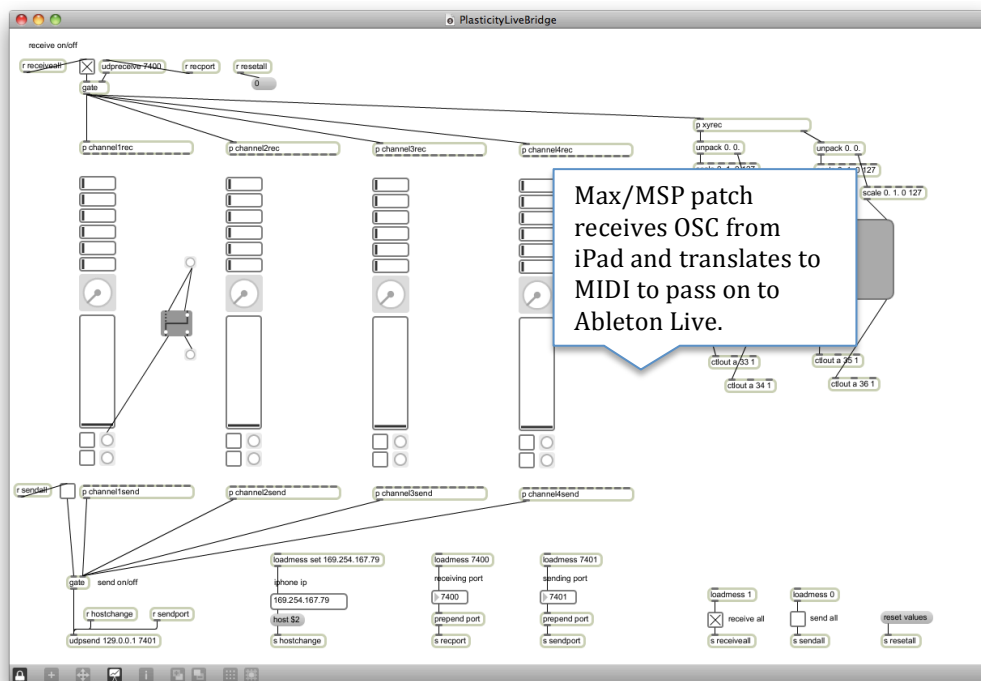 PlasticityLiveBridge
receive on/off
r receiveall
udpreceive 7400
r recport
r resetall
0
gate
p xyrec
p channel1rec
p channel2rec
p channel3rec
p channel4rec
unpack 0. 0.
unpack 0. 0.
scale 0. 1. 0 127
Max/MSP patch
receives OSC from
iPad and translates to
MIDI to pass on to
Ableton Live.
ctlout a 33 1
ctlout a 35 1
ctlout a 34 1
ctlout a 36 1
r sendall
p channel1send
p channel2send
p channel3send
p channel4send
loadmess set 169.254.167.79
loadmess 7400
loadmess 7401
gate
send on/off
iphone ip
receiving port
sending port
169.254.167.79
7400
7401
loadmess 1
loadmess 0
r hostchange
r sendport
host $2
prepend port
prepend port
receive all
send all
reset values
udpsend 129.0.0.1 7401
s hostchange
s recport
s sendport
s receiveall
s sendall
s resetall